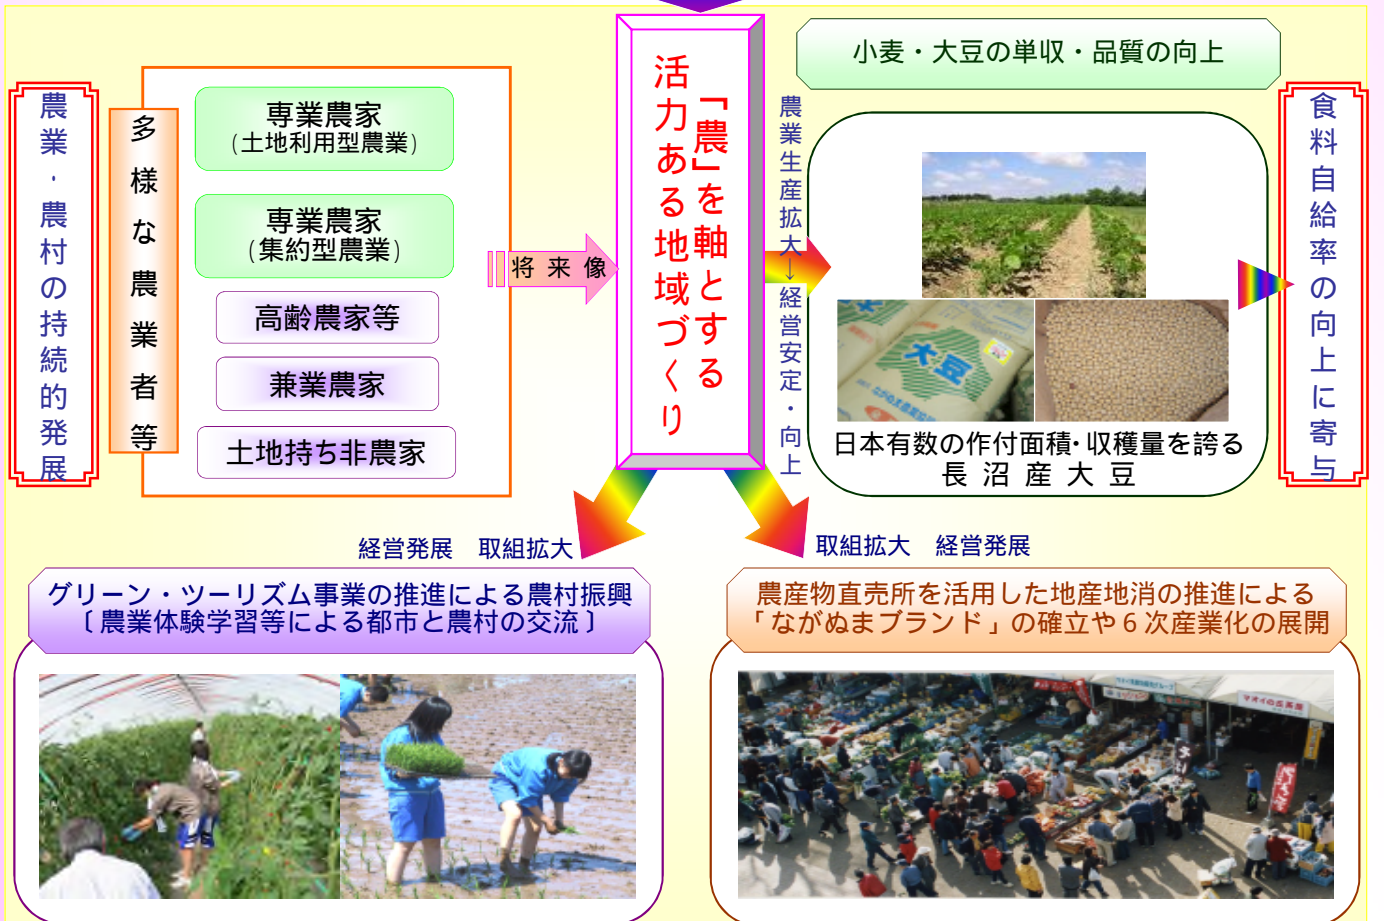 農業・農村の持続的発展
多様な農業者等
専業農家
(土地利用型農業)
専業農家
(集約型農業)
高齢農家等
兼業農家
土地持ち非農家
将来像
「農」を軸とする
活力ある地域づくり
小麦・大豆の単収・品質の向上
農業生産拡大→経営安定・向上
大豆
日本有数の作付面積・収穫量を誇る
長沼産大豆
食料自給率の向上に寄与
経営発展 取組拡大
取組拡大 経営発展
グリーン・ツーリズム事業の推進による農村振興
〔農業体験学習等による都市と農村の交流〕
農産物直売所を活用した地産地消の推進による
「ながぬまブランド」の確立や6次産業化の展開